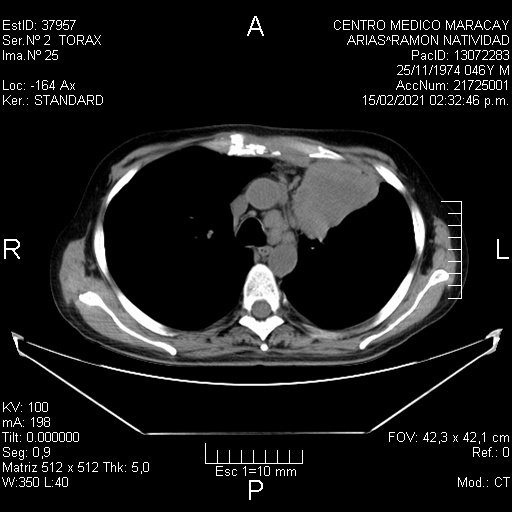 EstID: 37957
Ser.Nº 2 TORAX
Ima.Nº 25
Loc: -164 Ax
Ker.: STANDARD
A
CENTRO MEDICO MARACAY
ARIAS^RAMON NATIVIDAD
PacID: 13072283
25/11/1974 046Y M
AccNum: 21725001
15/02/2021 02:32:46 p.m.
R
L
KV: 100
mA: 198
Tilt: 0.000000
Seg: 0,9
Matriz 512 x 512 Thk: 5,0
W:350 L:40
Esc 1=10 mm
P
FOV: 42,3 x 42,1 cm
Ref.: 0
Mod.: CT